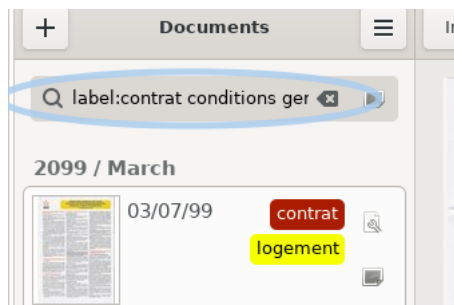 Documents
label:contrat conditions ger
2099 / March
03/07/99
contrat
logement